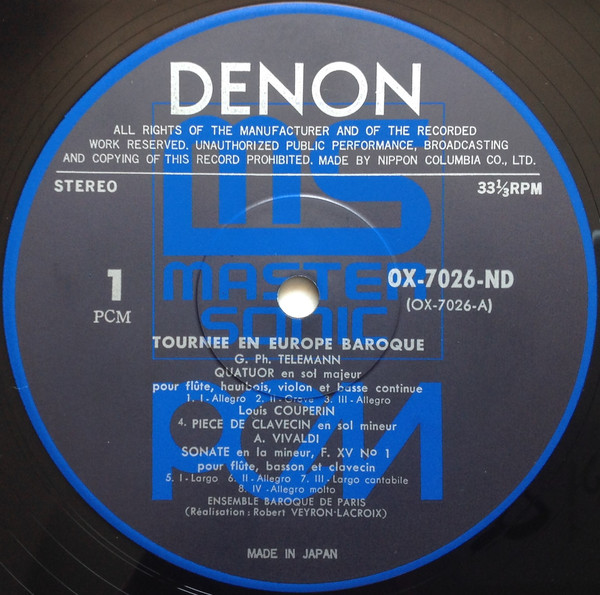 DENON
ALL RIGHTS OF THE MANUFACTURER AND OF THE RECORDED
WORK RESERVED. UNAUTHORIZED PUBLIC PERFORMANCE, BROADCASTING
AND COPYING OF THIS RECORD PROHIBITED. MADE BY NIPPON COLUMBIA CO., LTD.
STEREO
33⅓RPM
MS
MASTER
SONIC
PCM
1
PCM
OX-7026-ND
(OX-7026-A)
TOURNEE EN EUROPE BAROQUE
G. Ph. TELEMANN
QUATUOR en sol majeur
pour flûte, hautbois, violon et basse continue
1. I-Allegro 2. II-Grave 3. III-Allegro
Louis COUPERIN
4. PIECE DE CLAVECIN en sol mineur
A. VIVALDI
SONATE en la mineur, F. XV No 1
pour flûte, basson et clavecin
5. I-Largo 6. II-Allegro 7. III-Largo cantabile
8. IV-Allegro molto
ENSEMBLE BAROQUE DE PARIS
(Réalisation : Robert VEYRON-LACROIX)
MADE IN JAPAN